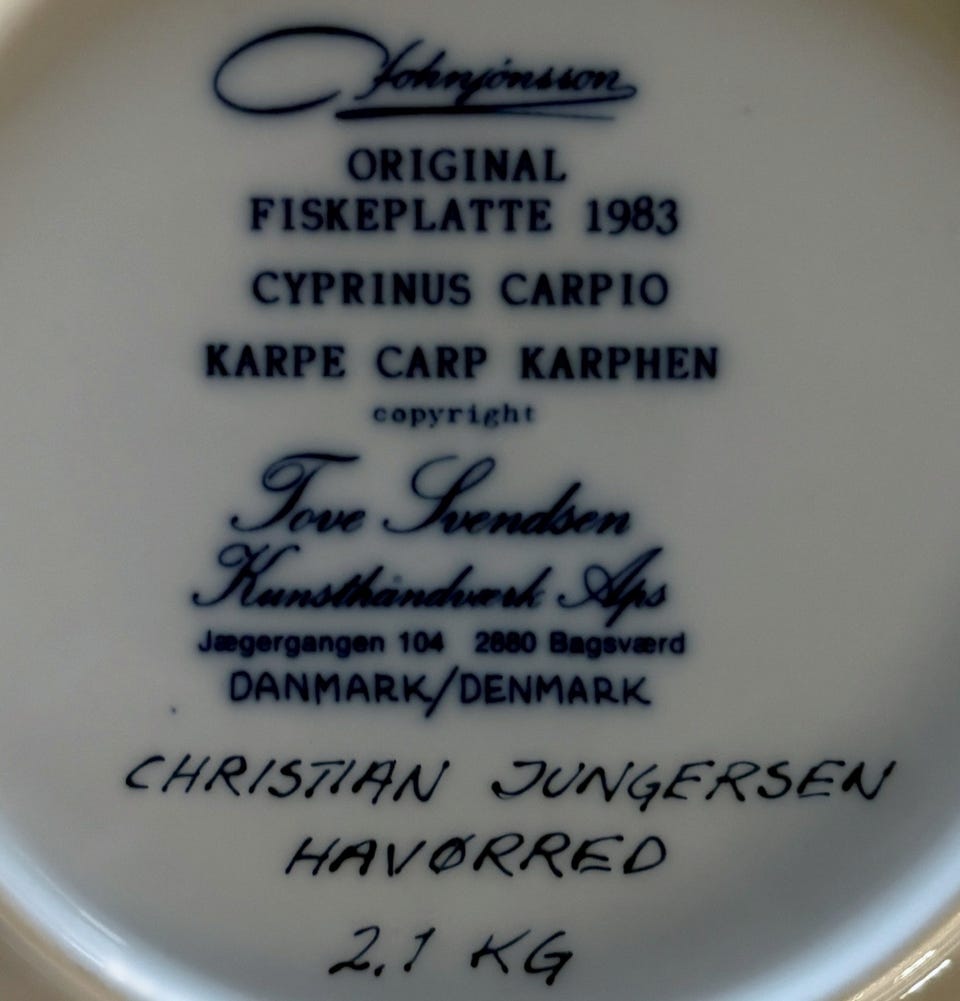 Johnjónsson
ORIGINAL
FISKEPLATTE 1983
CYPRINUS CARPIO
KARPE CARP KARPHEN
copyright
Tove Svendsen
Kunsthåndværk Aps
Jægergangen 104 2880 Bagsværd
DANMARK/DENMARK
CHRISTIAN JUNGERSEN
HAVØRRED
2.1 KG